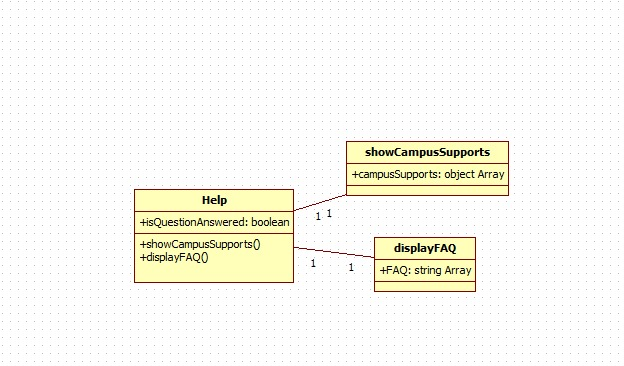 showCampusSupports
+campusSupports: object Array
Help
+isQuestionAnswered: boolean
+showCampusSupports()
+displayFAQ()
1 1
1 1
displayFAQ
+FAQ: string Array